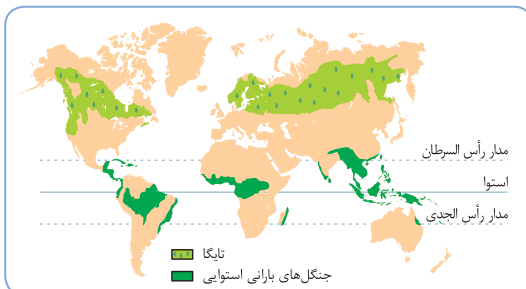 مدار رأس السرطان
استوا
مدار رأس الجدی
تایگا
جنگل‌های بارانی استوایی